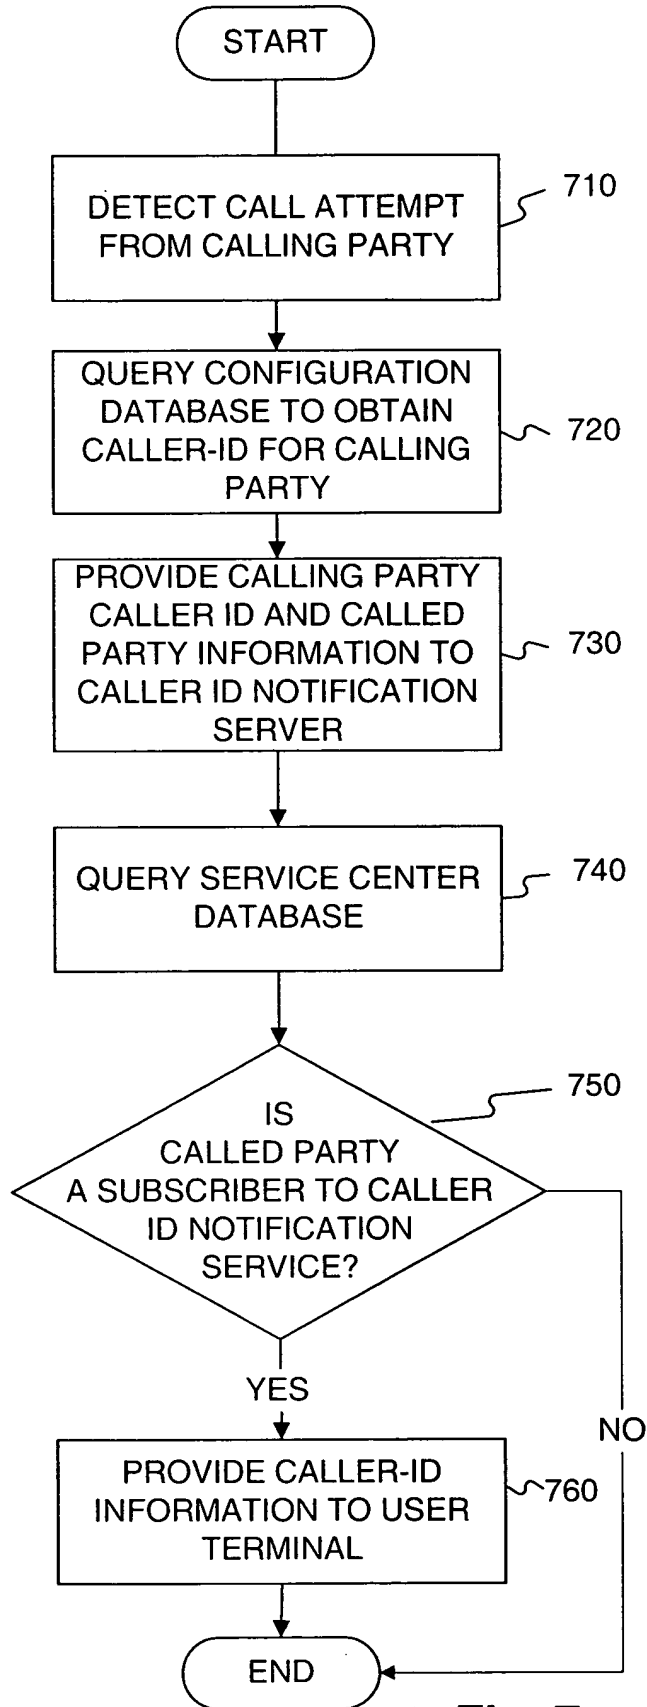 START
DETECT CALL ATTEMPT
FROM CALLING PARTY
710
QUERY CONFIGURATION
DATABASE TO OBTAIN
CALLER-ID FOR CALLING
PARTY
720
PROVIDE CALLING PARTY
CALLER ID AND CALLED
PARTY INFORMATION TO
CALLER ID NOTIFICATION
SERVER
730
QUERY SERVICE CENTER
DATABASE
740
IS
CALLED PARTY
A SUBSCRIBER TO CALLER
ID NOTIFICATION
SERVICE?
750
YES
NO
PROVIDE CALLER-ID
INFORMATION TO USER
TERMINAL
760
END